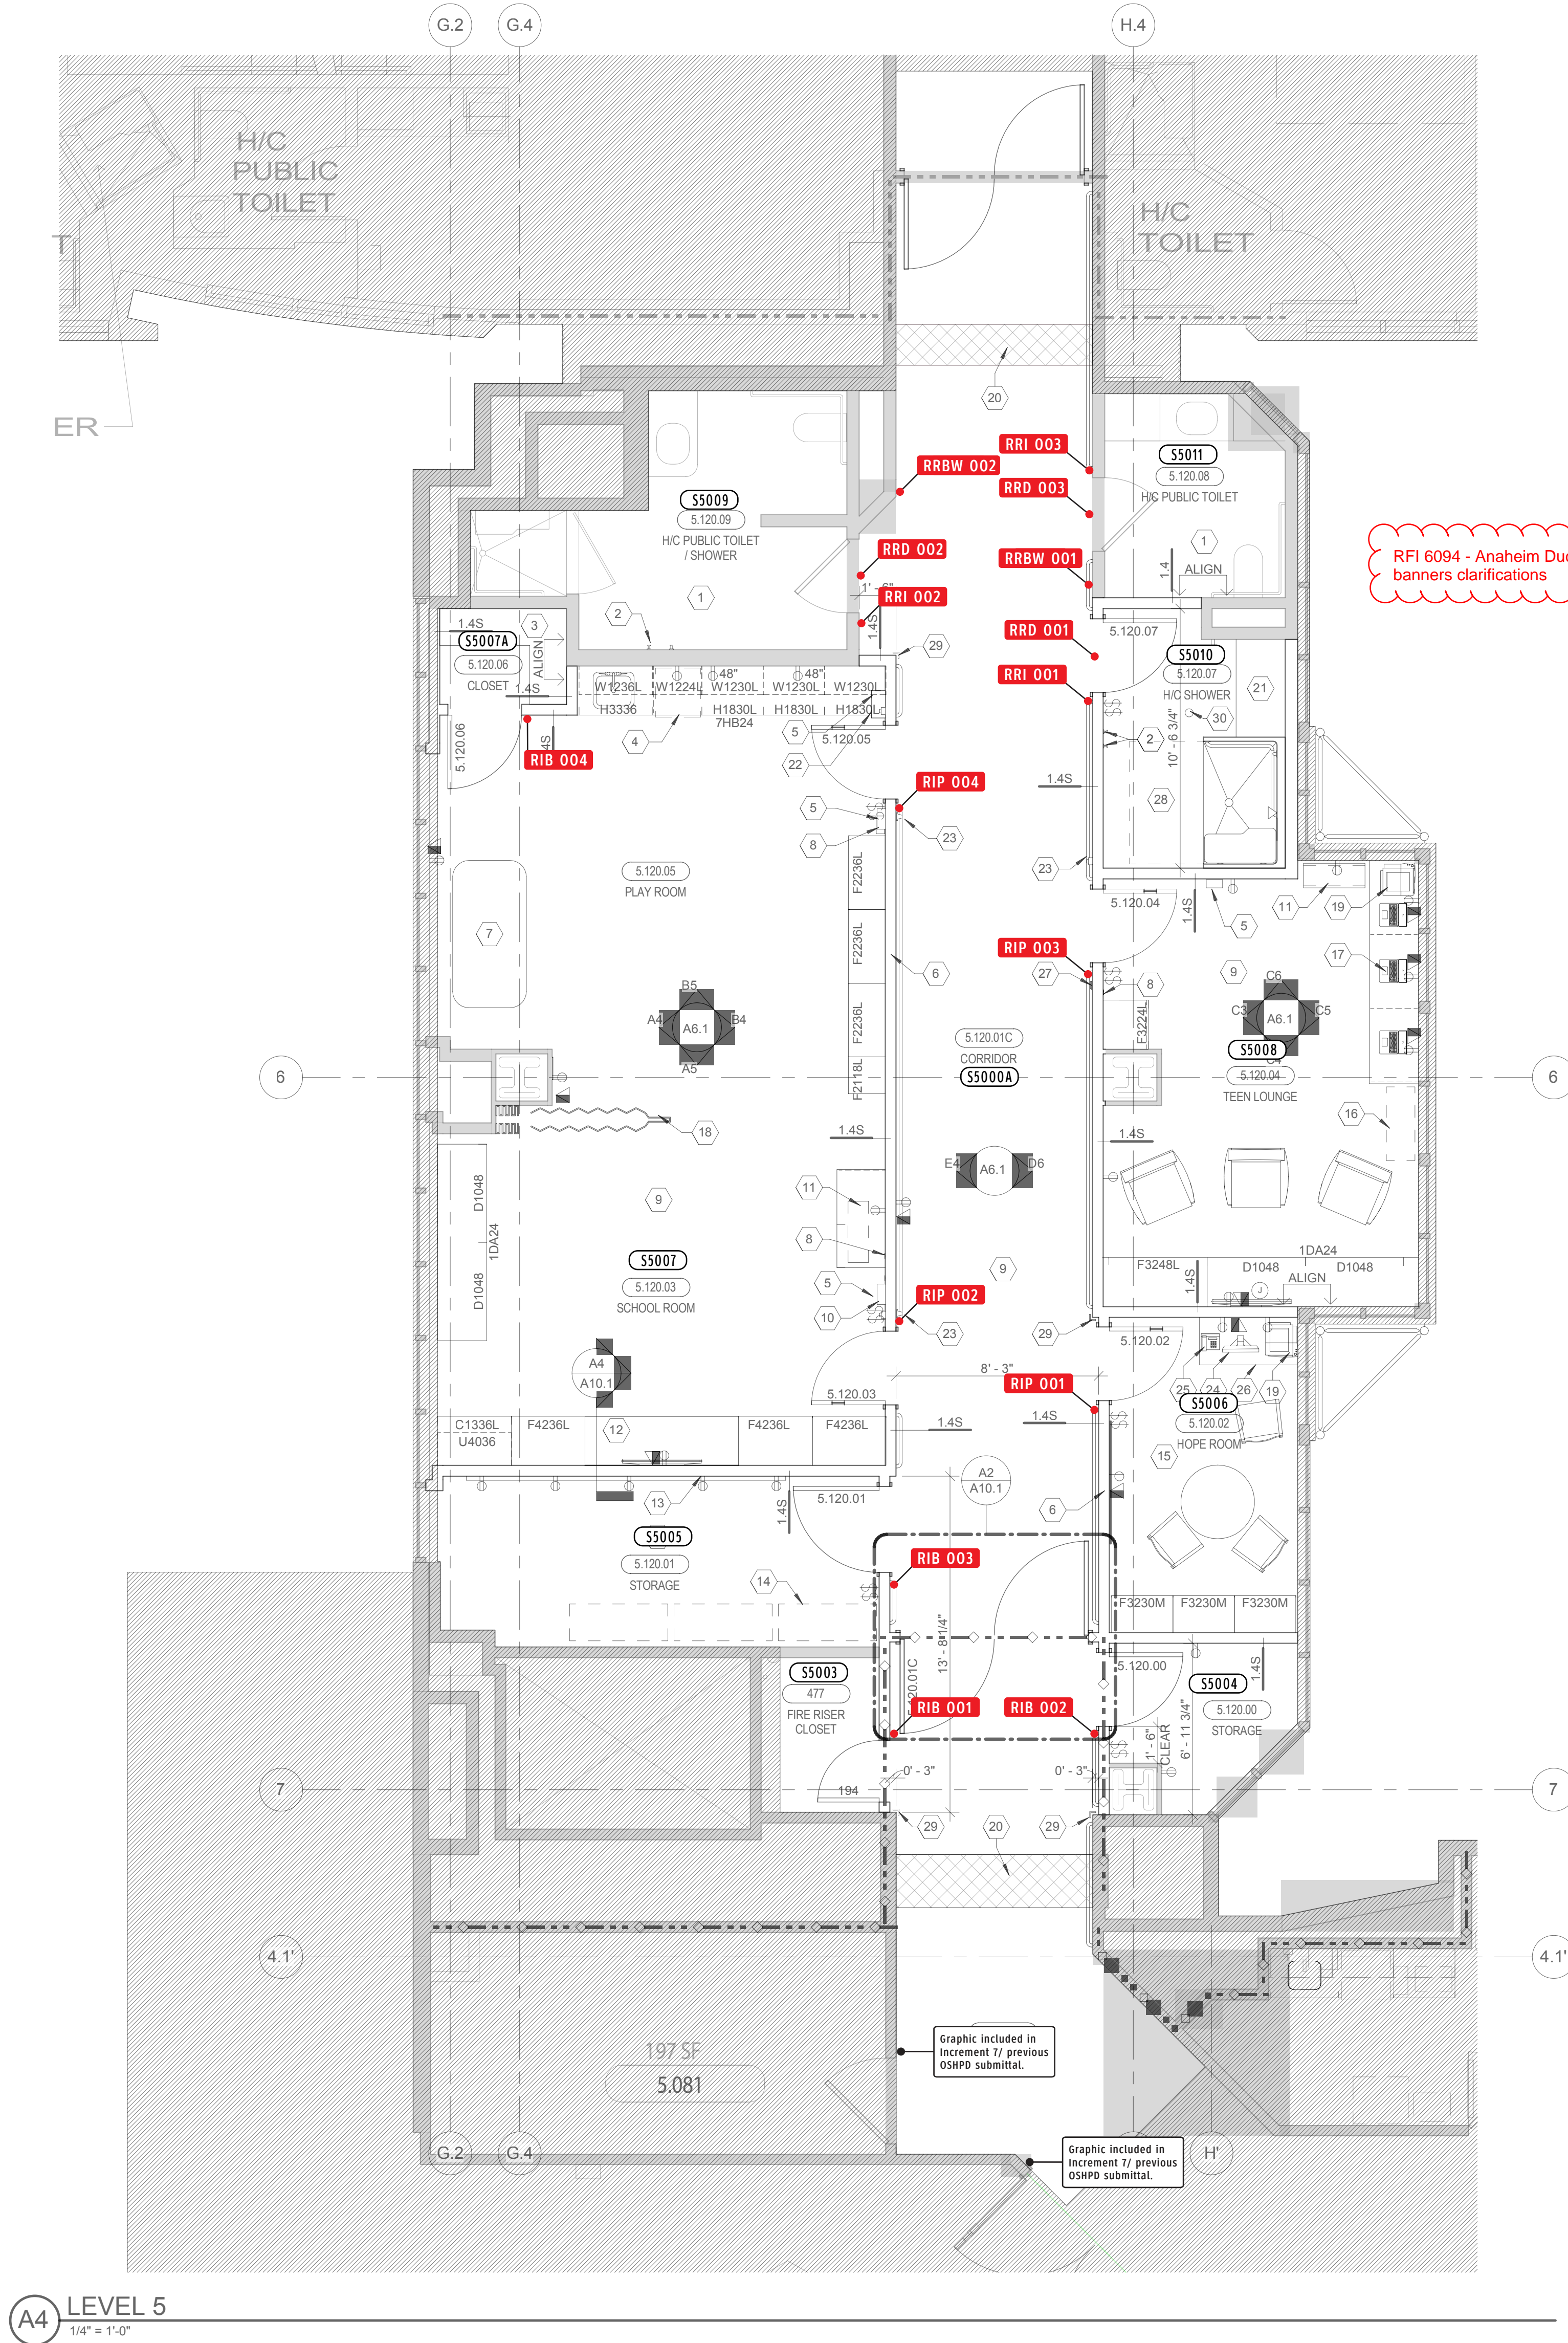 G.2
G.4
H.4
H/C
PUBLIC
TOILET
T
ER
H/C
TOILET
20
RRI 003
RRBW 002
RRD 003
S5009
5.120.09
H/C PUBLIC TOILET
/ SHOWER
S5011
5.120.08
H/C PUBLIC TOILET
1
ALIGN
1.4
RFI 6094 - Anaheim Duc
banners clarifications
RRD 002
RRBW 001
1' - 6"
1
2
RRI 002
1.4S
3
1.4S
S5007A
5.120.06
CLOSET
ALIGN
1.4S
RRD 001
5.120.07
S5010
5.120.07
H/C SHOWER
29
21
48"
48"
W1236L
W1224L
W1230L
W1230L
W1230L
H3336
H1830L
H1830L
H1830L
7HB24
RRI 001
30
2
10' - 6 3/4"
5.120.06
4S
RIB 004
4
5
5.120.05
22
RIP 004
1.4S
28
5
8
23
23
F2236L
5.120.05
PLAY ROOM
7
5.120.04
1.4S
5
11
19
F2236L
6
RIP 003
27
8
9
17
F3224L
B5
A4
A6.1
B4
A5
F2236L
5.120.01C
CORRIDOR
S5000A
C6
C3
A6.1
C5
C4
S5008
5.120.04
TEEN LOUNGE
6
F2118L
6
18
16
1.4S
1.4S
E4
A6.1
D6
D1048
1DA24
D1048
9
11
8
5
10
S5007
5.120.03
SCHOOL ROOM
9
RIP 002
23
29
1DA24
F3248L
D1048
D1048
1.4S
ALIGN
J
5.120.02
25
24
26
19
A4
A10.1
8' - 3"
5.120.03
RIP 001
S5006
5.120.02
HOPE ROOM
C1336L
U4036
F4236L
12
F4236L
F4236L
1.4S
1.4S
15
A2
A10.1
13
5.120.01
1.4S
6
S5005
5.120.01
STORAGE
14
RIB 003
F3230M
F3230M
F3230M
13' - 8 1/4"
S5003
477
FIRE RISER
CLOSET
5.120.01C
RIB 001
RIB 002
5.120.00
S5004
5.120.00
STORAGE
1.4S
1' - 6"
CLEAR
6' - 11 3/4"
7
194
0' - 3"
0' - 3"
7
29
20
29
4.1'
4.1'
197 SF
5.081
Graphic included in
Increment 7/ previous
OSHPD submittal.
G.2
G.4
H'
Graphic included in
Increment 7/ previous
OSHPD submittal.
A4
LEVEL 5
1/4" = 1'-0"